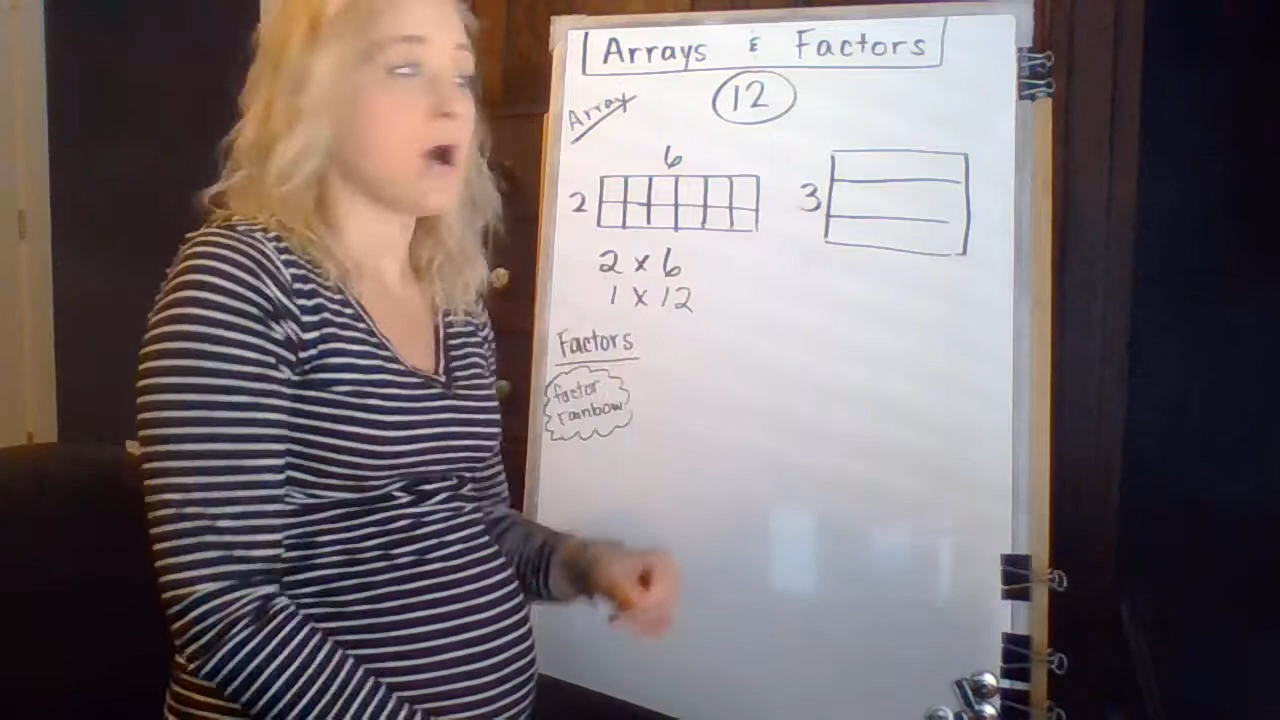 Arrays & Factors
12
Array
6
2
3
2 x 6
1 x 12
Factors
factor
rainbow